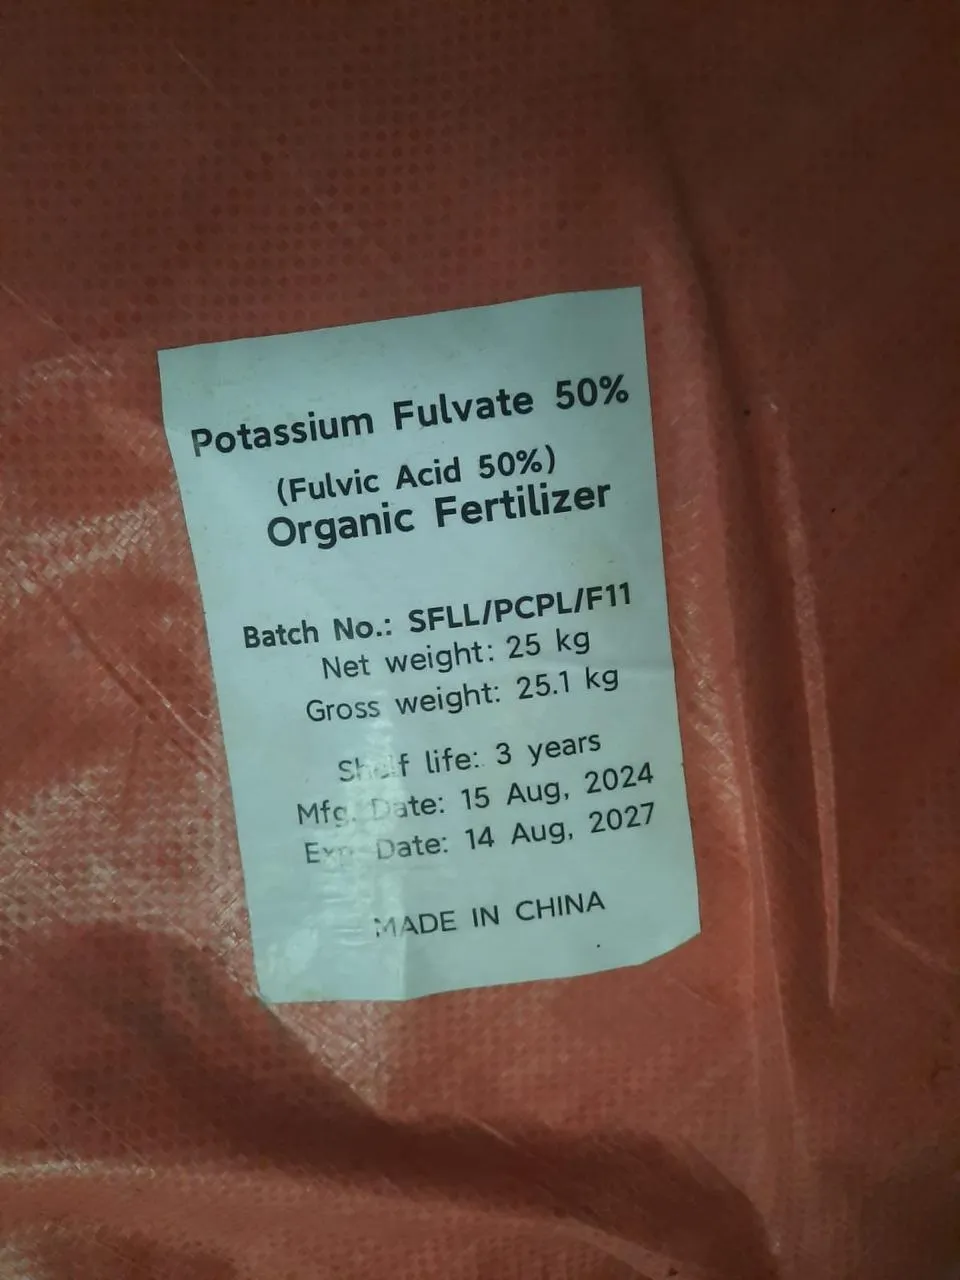 Potassium Fulvate 50%
(Fulvic Acid 50%)
Organic Fertilizer
Batch No.: SFLL/PCPL/F11
Net weight: 25 kg
Gross weight: 25.1 kg
Shelf life: 3 years
Mfg. Date: 15 Aug, 2024
Exp. Date: 14 Aug, 2027
MADE IN CHINA